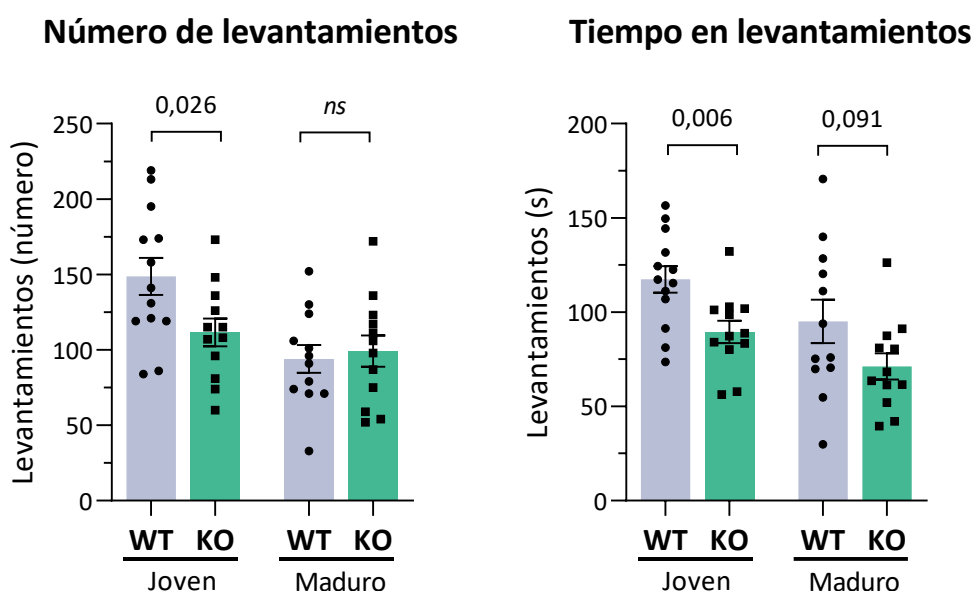 Número de levantamientos
0,026
ns
Levantamientos (número)
250
200
150
100
50
0
WT KO WT KO
Joven Maduro
Tiempo en levantamientos
0,006
0,091
Levantamientos (s)
200
150
100
50
0
WT KO WT KO
Joven Maduro